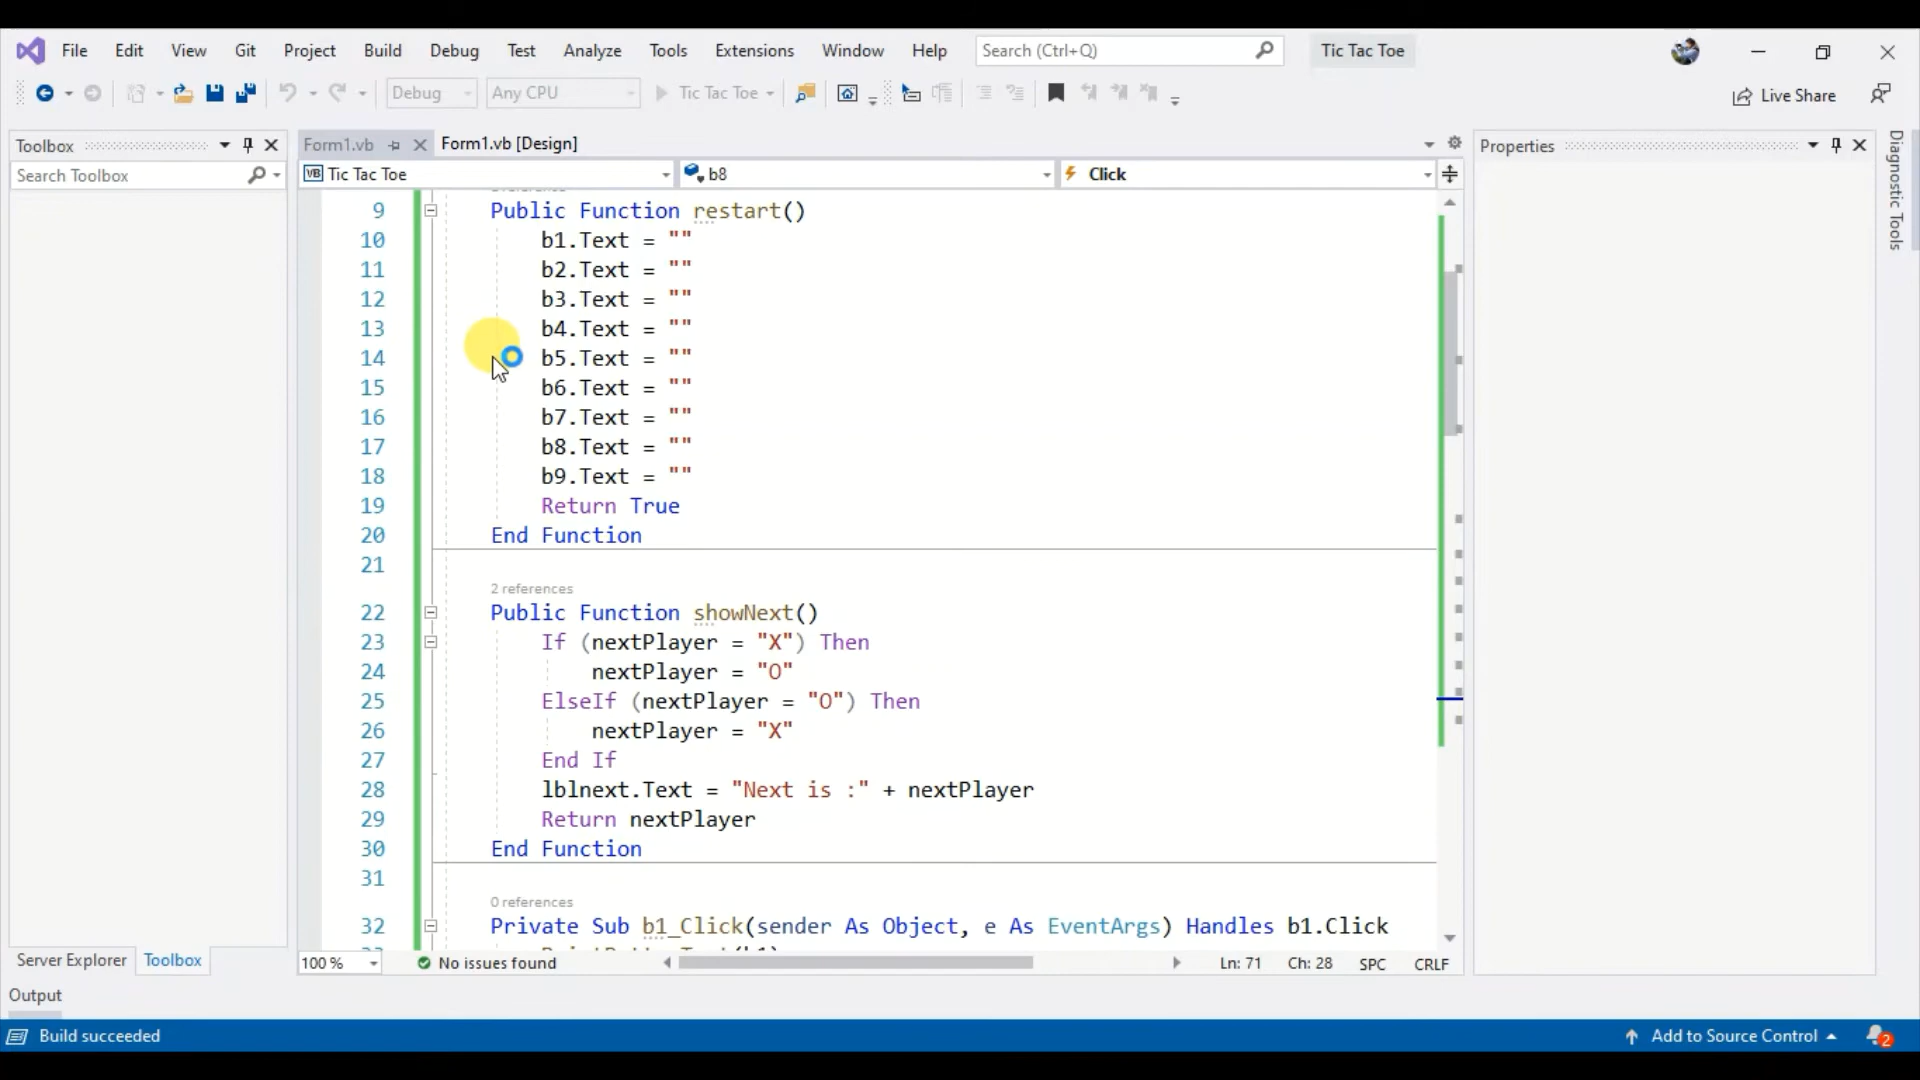 File Edit View Git Project Build Debug Test Analyze Tools Extensions Window Help Search (Ctrl+Q) Tic Tac Toe
Debug Any CPU Tic Tac Toe Live Share
Toolbox
Search Toolbox
Form1.vb Form1.vb [Design]
VB Tic Tac Toe b8 Click
Properties
Diagnostic Tools
9 Public Function restart()
10 b1.Text = ""
11 b2.Text = ""
12 b3.Text = ""
13 b4.Text = ""
14 b5.Text = ""
15 b6.Text = ""
16 b7.Text = ""
17 b8.Text = ""
18 b9.Text = ""
19 Return True
20 End Function
21
2 references
22 Public Function showNext()
23 If (nextPlayer = "X") Then
24 nextPlayer = "O"
25 ElseIf (nextPlayer = "O") Then
26 nextPlayer = "X"
27 End If
28 lblnext.Text = "Next is :" + nextPlayer
29 Return nextPlayer
30 End Function
31
0 references
32 Private Sub b1_Click(sender As Object, e As EventArgs) Handles b1.Click
Server Explorer Toolbox
100 % No issues found Ln: 71 Ch: 28 SPC CRLF
Output
Build succeeded Add to Source Control 2